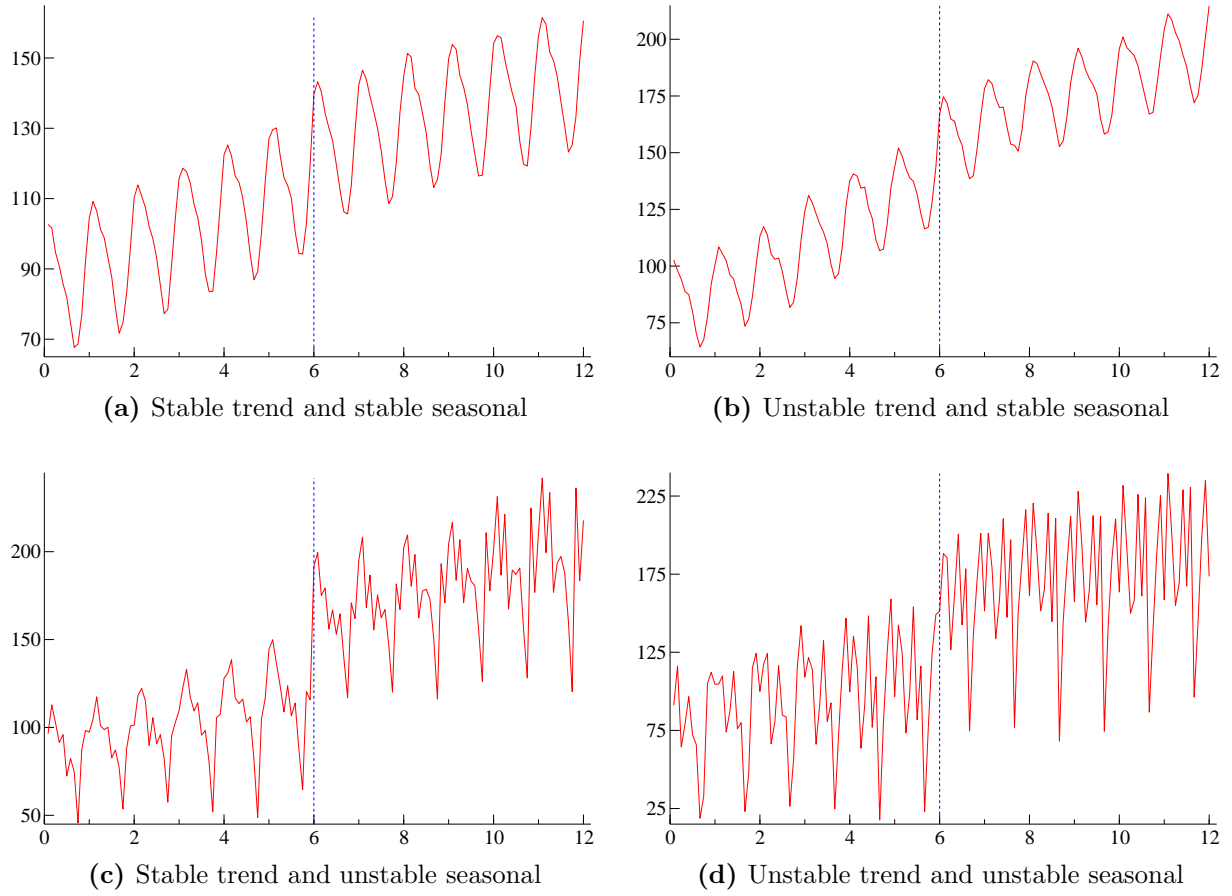 150
130
110
90
70
0 2 4 6 8 10 12
(a) Stable trend and stable seasonal
200
175
150
125
100
75
0 2 4 6 8 10 12
(b) Unstable trend and stable seasonal
200
150
100
50
0 2 4 6 8 10 12
(c) Stable trend and unstable seasonal
225
175
125
75
25
0 2 4 6 8 10 12
(d) Unstable trend and unstable seasonal